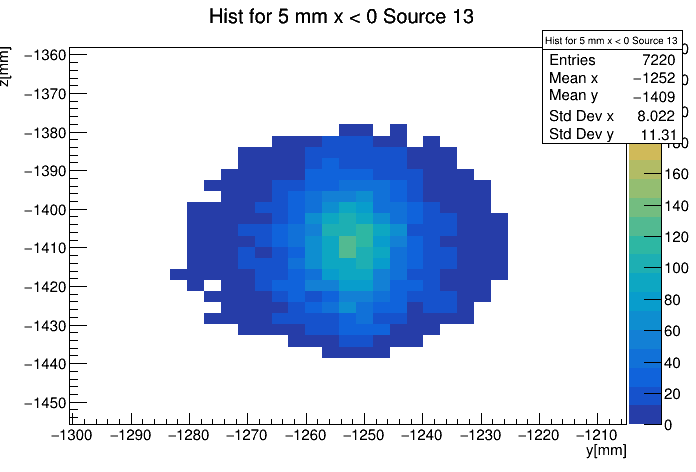 Hist for 5 mm x < 0 Source 13
Hist for 5 mm x < 0 Source 13
Entries 7220
Mean x −1252
Mean y −1409
Std Dev x 8.022
Std Dev y 11.31
z[mm]
−1360
−1370
−1380
−1390
−1400
−1410
−1420
−1430
−1440
−1450
−1300 −1290 −1280 −1270 −1260 −1250 −1240 −1230 −1220 −1210
y[mm]
160
140
120
100
80
60
40
20
0